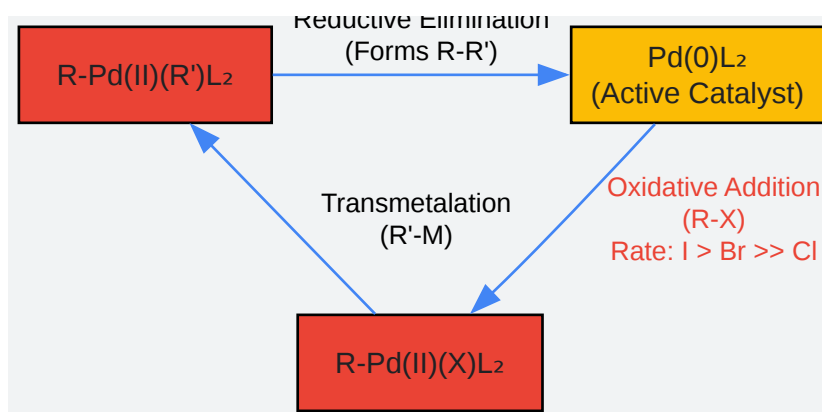 Reductive Elimination
(Forms R-R')
R-Pd(II)(R')L₂
Pd(0)L₂
(Active Catalyst)
Transmetalation
(R'-M)
Oxidative Addition
(R-X)
Rate: I > Br >> Cl
R-Pd(II)(X)L₂